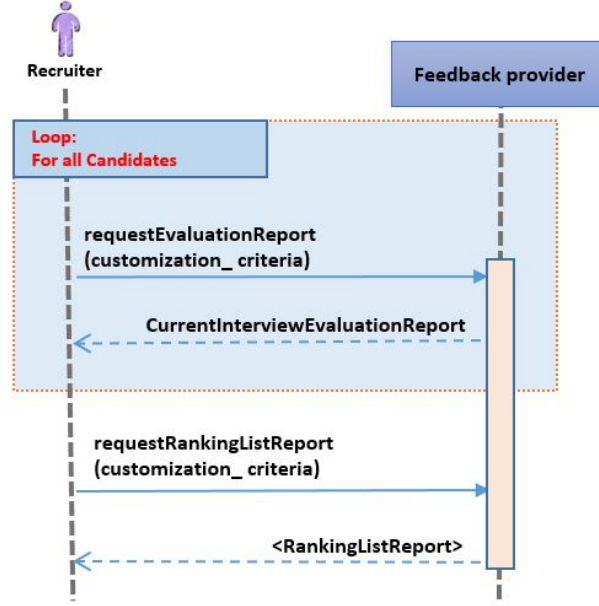 Recruiter
Feedback provider
Loop:
For all Candidates
requestEvaluationReport
(customization_ criteria)
CurrentInterviewEvaluationReport
requestRankingListReport
(customization_ criteria)
<RankingListReport>